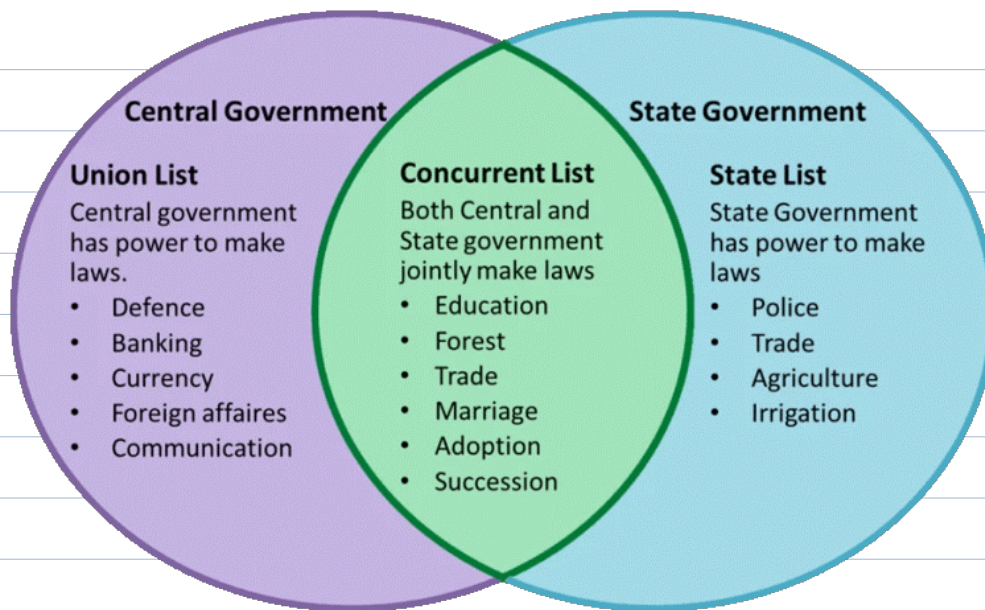 Central Government
Union List
Central government
has power to make
laws.
• Defence
• Banking
• Currency
• Foreign affaires
• Communication
Concurrent List
Both Central and
State government
jointly make laws
• Education
• Forest
• Trade
• Marriage
• Adoption
• Succession
State Government
State List
State Government
has power to make
laws
• Police
• Trade
• Agriculture
• Irrigation